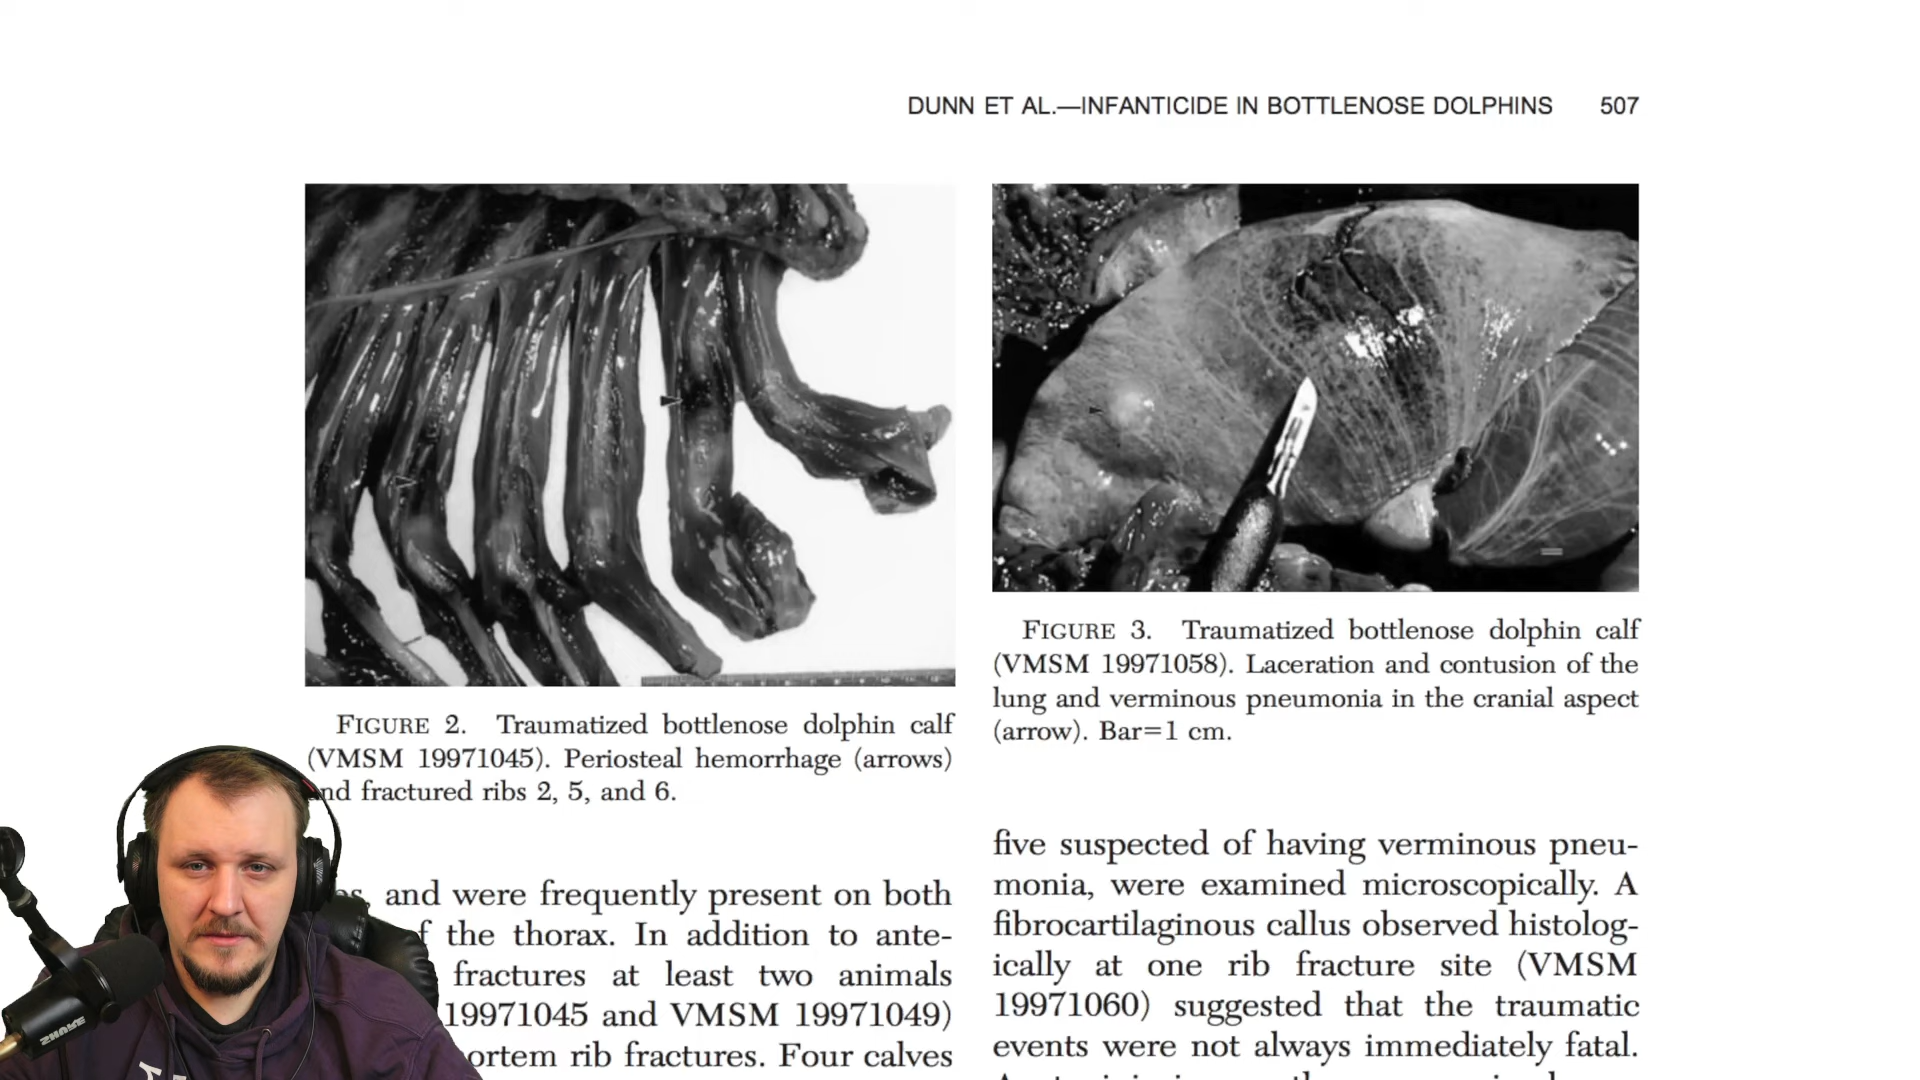 DUNN ET AL.—INFANTICIDE IN BOTTLENOSE DOLPHINS 507
FIGURE 2. Traumatized bottlenose dolphin calf
(VMSM 19971045). Periosteal hemorrhage (arrows)
and fractured ribs 2, 5, and 6.
and were frequently present on both
the thorax. In addition to ante-
fractures at least two animals
19971045 and VMSM 19971049)
rib fractures. Four calves
FIGURE 3. Traumatized bottlenose dolphin calf
(VMSM 19971058). Laceration and contusion of the
lung and verminous pneumonia in the cranial aspect
(arrow). Bar=1 cm.
five suspected of having verminous pneu-
monia, were examined microscopically. A
fibrocartilaginous callus observed histolog-
ically at one rib fracture site (VMSM
19971060) suggested that the traumatic
events were not always immediately fatal.
SHURE